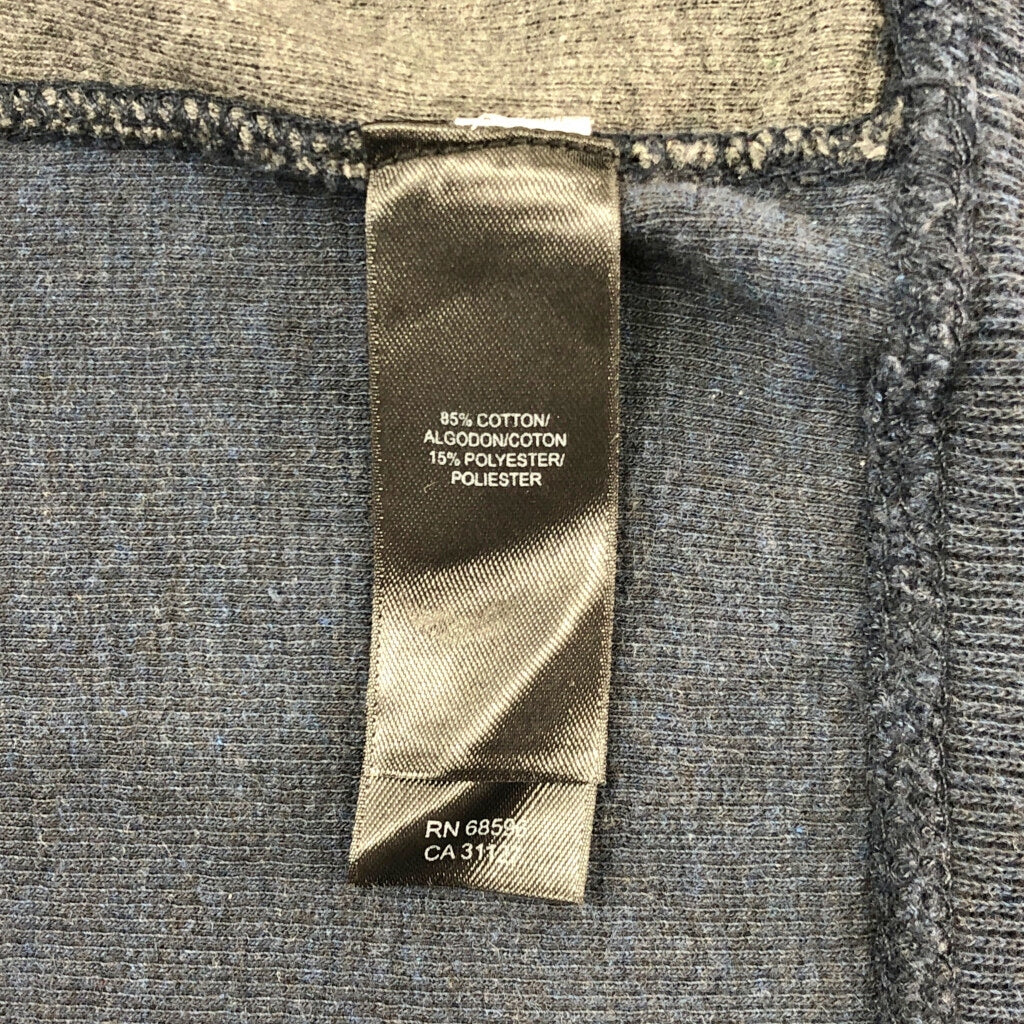 85% COTTON/
ALGODON/COTON
15% POLYESTER/
POLIESTER
RN
CA